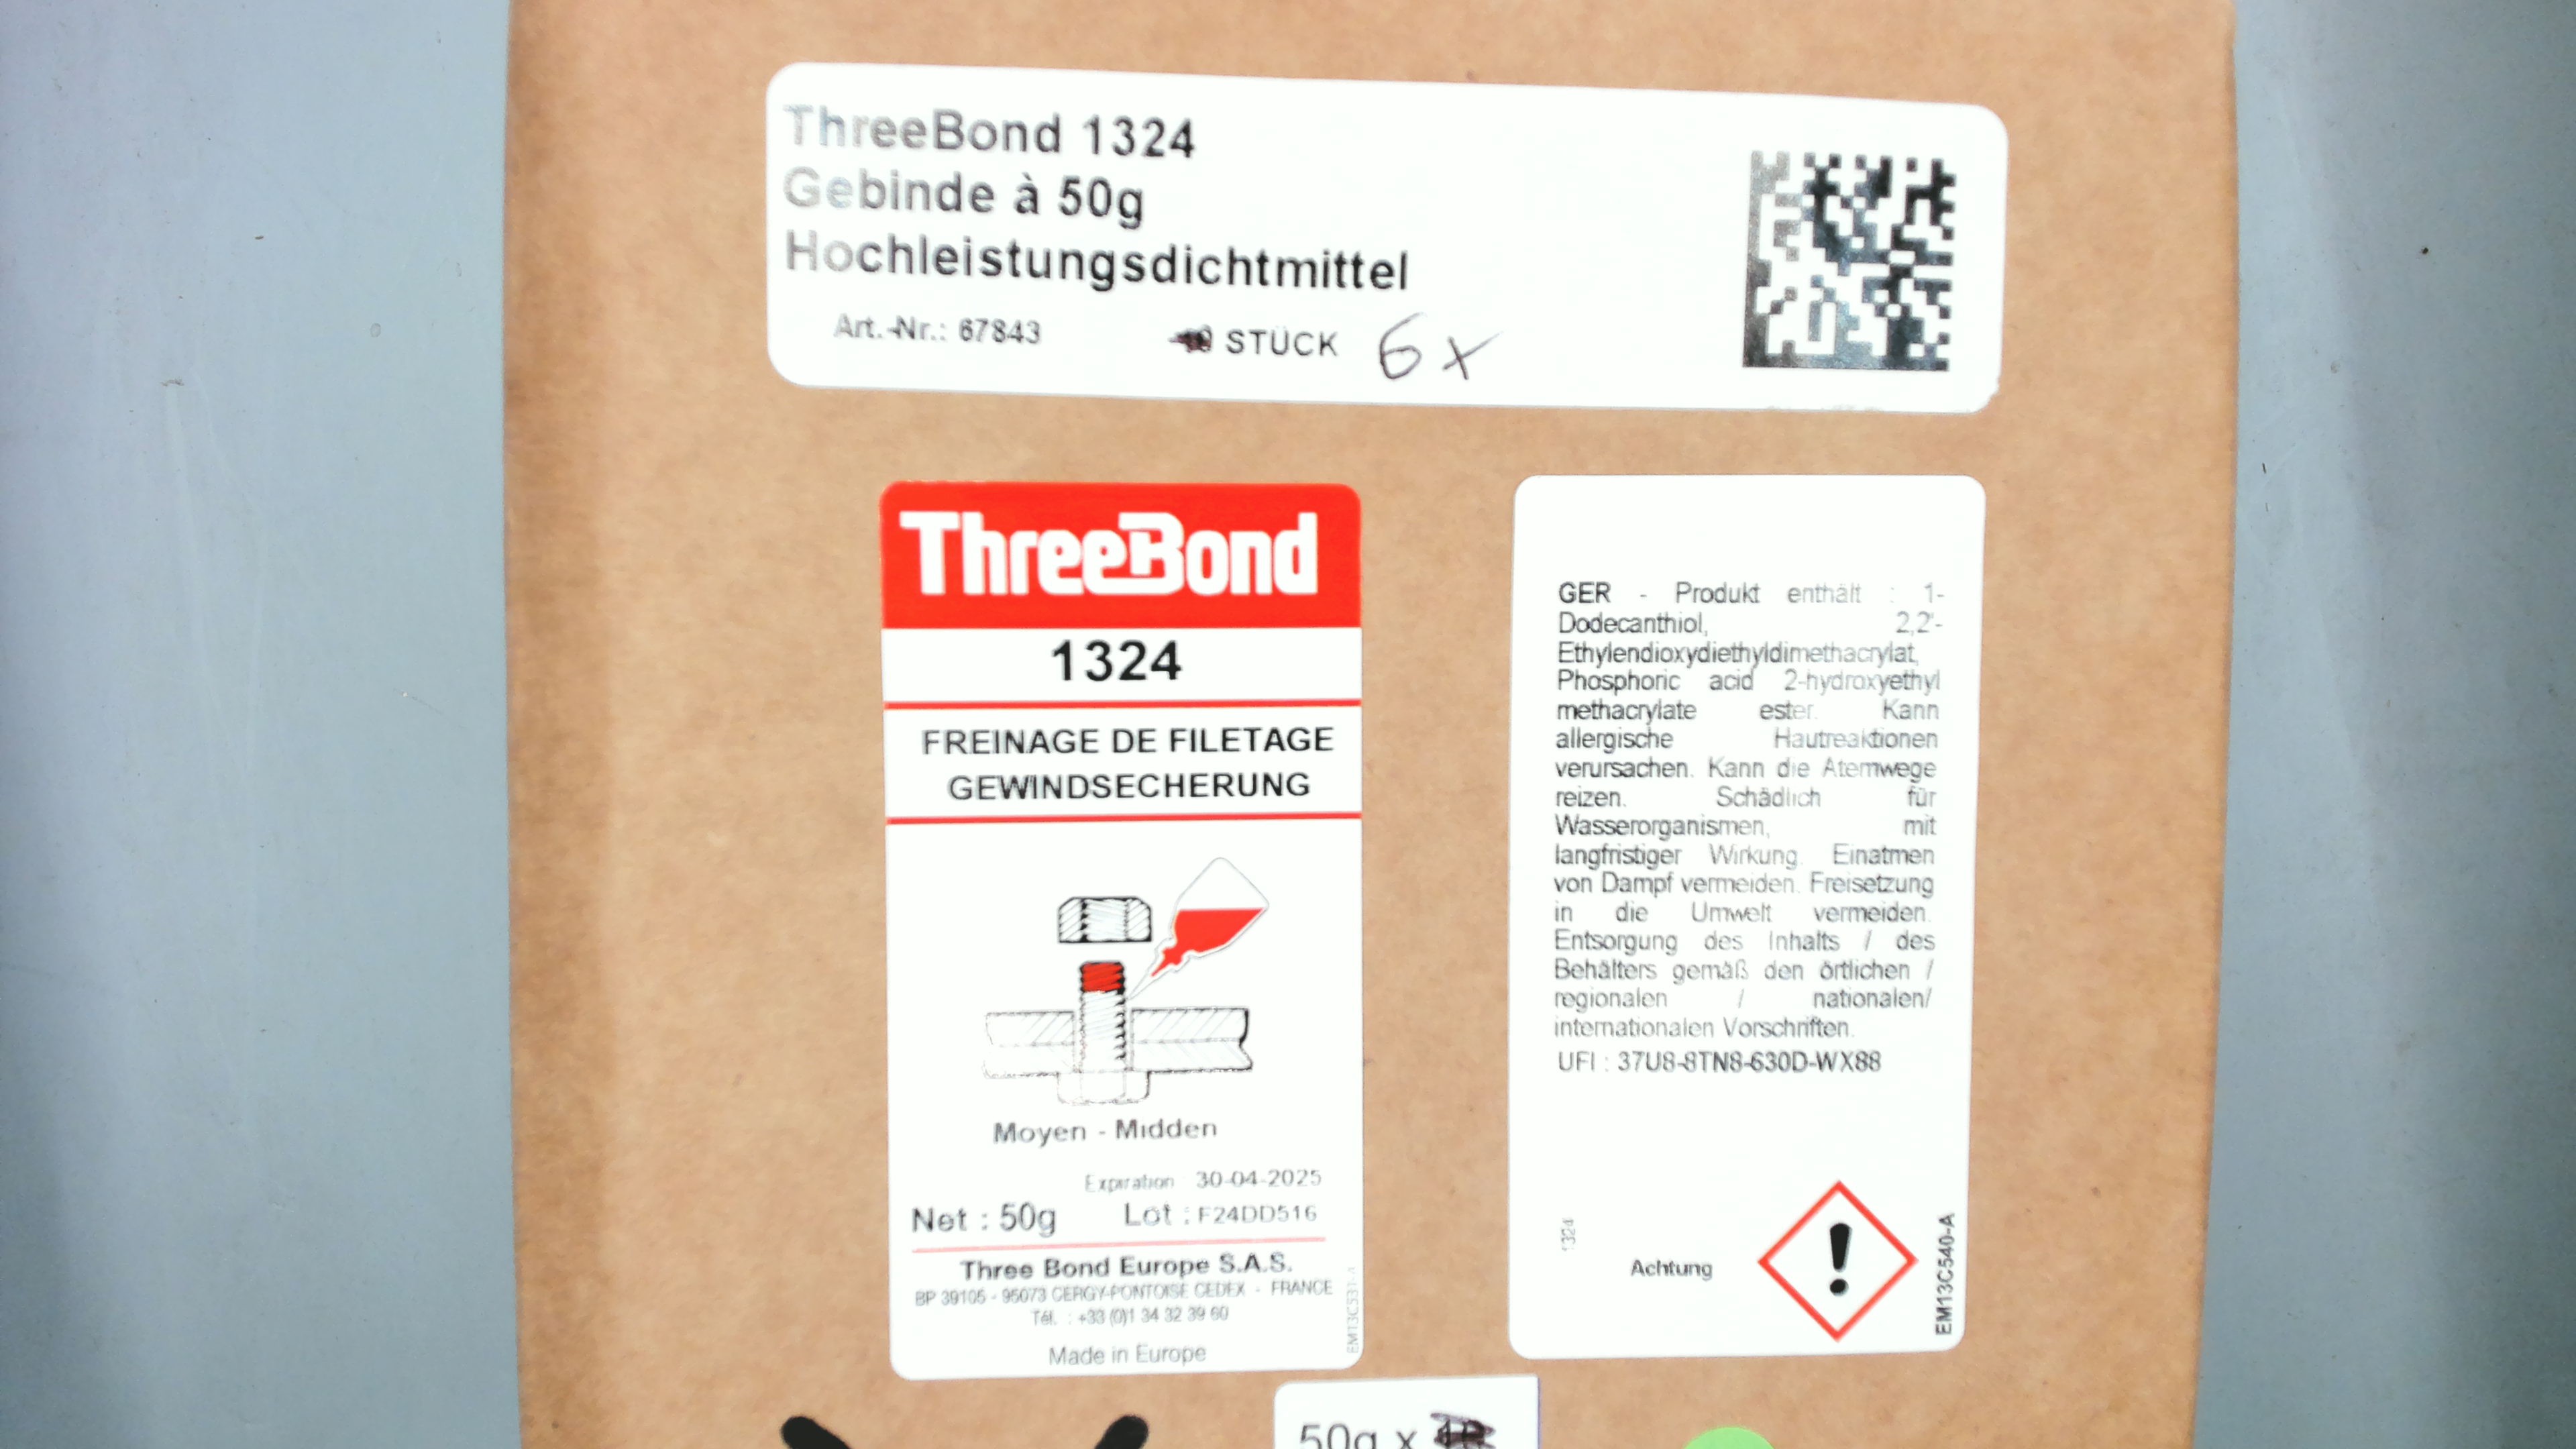 ThreeBond 1324
Gebinde à 50g
Hochleistungsdichtmittel
Art.-Nr.: 67843 STÜCK 6x
ThreeBond
1324
FREINAGE DE FILETAGE
GEWINDSECHERUNG
Moyen - Midden
Expiration 30-04-2025
Net : 50g Lot : F24DD516
Three Bond Europe S.A.S.
BP 39105 - 95073 CERGY-PONTOISE CEDEX - FRANCE
Tél. : +33 (0)1 34 32 39 60
Made in Europe
EM13C531-A
GER - Produkt enthält : 1-
Dodecanthiol, 2,2'-
Ethylendioxydiethyldimethacrylat,
Phosphoric acid 2-hydroxyethyl
methacrylate ester. Kann
allergische Hautreaktionen
verursachen. Kann die Atemwege
reizen. Schädlich für
Wasserorganismen, mit
langfristiger Wirkung. Einatmen
von Dampf vermeiden. Freisetzung
in die Umwelt vermeiden.
Entsorgung des Inhalts / des
Behälters gemäß den örtlichen /
regionalen / nationalen/
internationalen Vorschriften.
UFI : 37U8-8TN8-630D-WX88
1324
Achtung
EM13C540-A
50g x